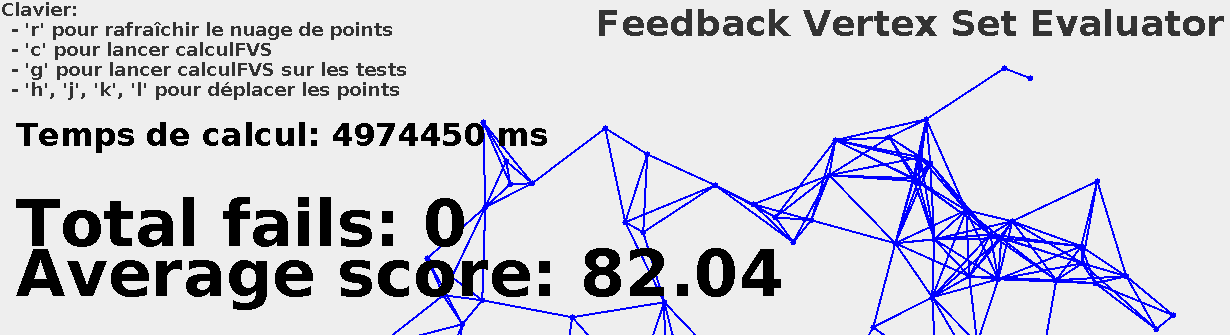 Clavier:
- 'r' pour rafraîchir le nuage de points
- 'c' pour lancer calculFVS
- 'g' pour lancer calculFVS sur les tests
- 'h', 'j', 'k', 'l' pour déplacer les points
Feedback Vertex Set Evaluator
Temps de calcul: 4974450 ms
Total fails: 0
Average score: 82.04